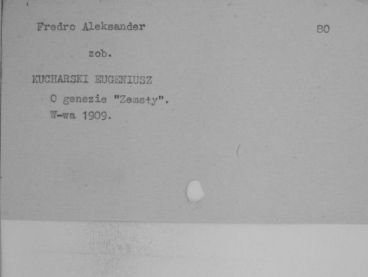 Fredro Aleksander 80
zob.
KUCHARSKI EUGENIUSZ
O genezie "Zemsty".
W-wa 1909.